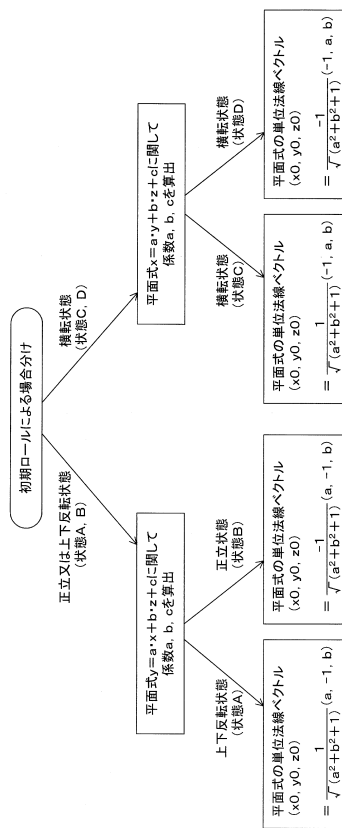 初期ロールによる場合分け
正立又は上下反転状態
(状態A, B)
横転状態
(状態C, D)
平面式y=a・x+b・z+cに関して
係数a, b, cを算出
平面式x=a・y+b・z+cに関して
係数a, b, cを算出
上下反転状態
(状態A)
正立状態
(状態B)
横転状態
(状態C)
横転状態
(状態D)
平面式の単位法線ベクトル
(x0, y0, z0)
= 1/√(a²+b²+1) (a, -1, b)
平面式の単位法線ベクトル
(x0, y0, z0)
= -1/√(a²+b²+1) (a, -1, b)
平面式の単位法線ベクトル
(x0, y0, z0)
= 1/√(a²+b²+1) (-1, a, b)
平面式の単位法線ベクトル
(x0, y0, z0)
= -1/√(a²+b²+1) (-1, a, b)